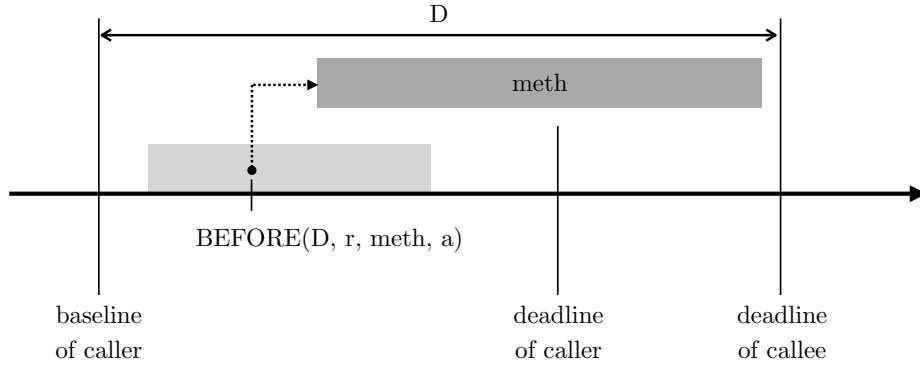 D
meth
BEFORE(D, r, meth, a)
baseline
of caller
deadline
of caller
deadline
of callee